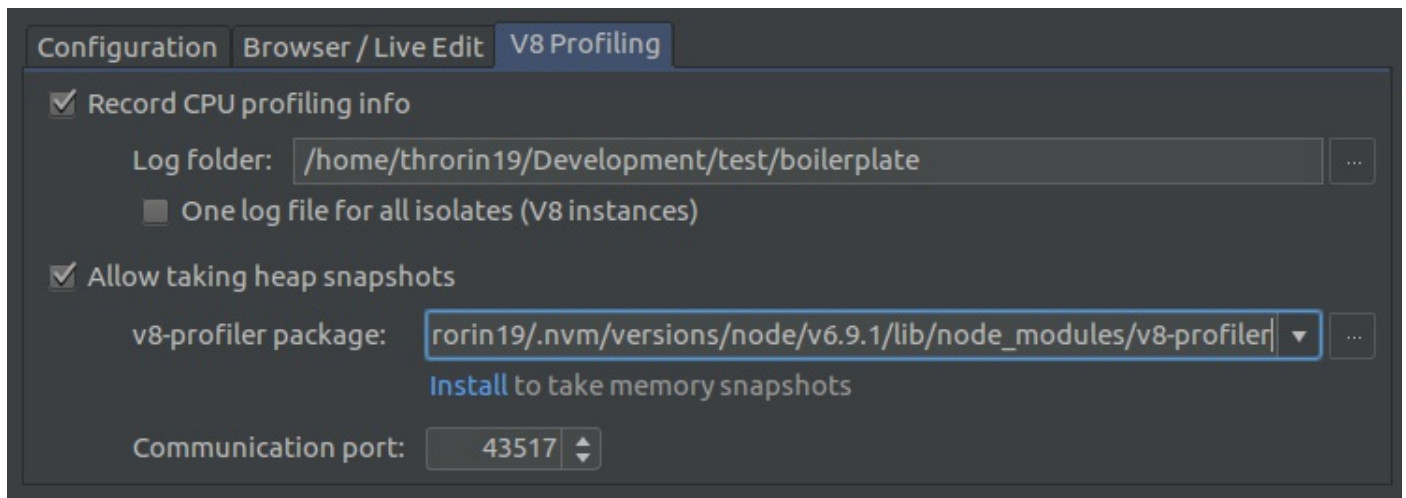 Configuration Browser / Live Edit V8 Profiling
Record CPU profiling info
Log folder: /home/throrin19/Development/test/boilerplate ...
One log file for all isolates (V8 instances)
Allow taking heap snapshots
v8-profiler package: rorin19/.nvm/versions/node/v6.9.1/lib/node_modules/v8-profiler ...
Install to take memory snapshots
Communication port: 43517